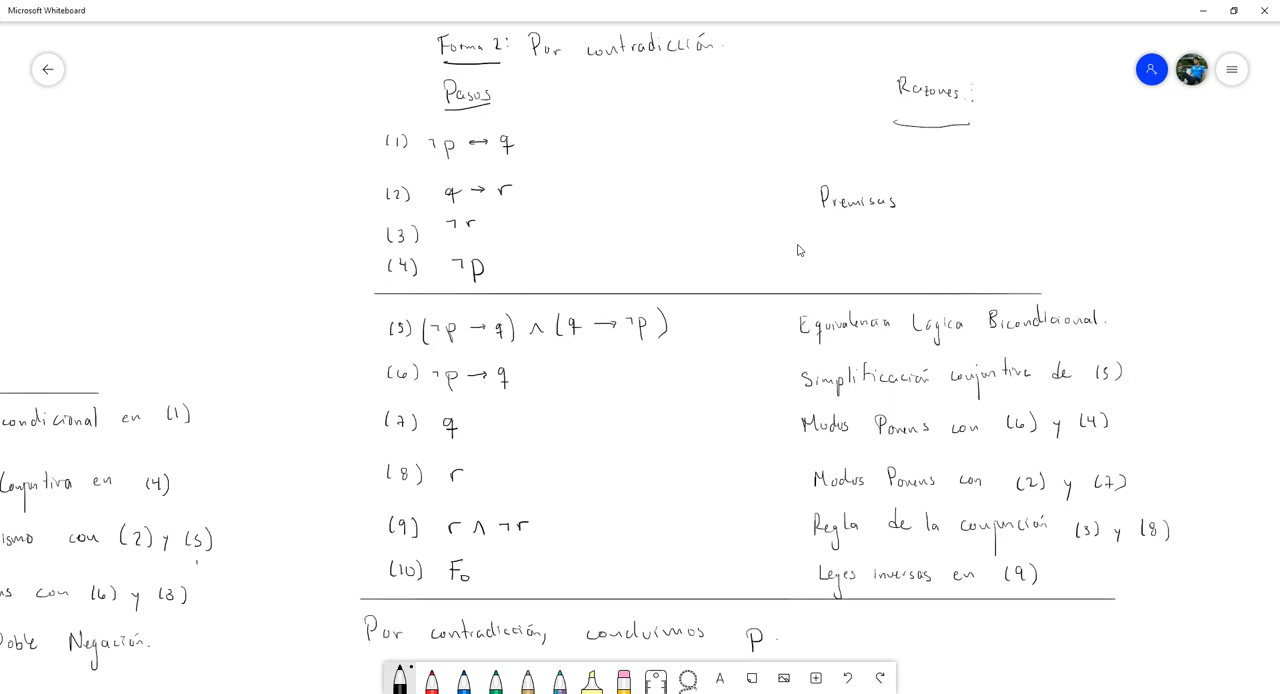 Microsoft Whiteboard
Forma 2: Por contradicción.
Pasos
Razones:
(1) ¬p ↔ q
(2) q → r
Premisas
(3) ¬r
(4) ¬p
(5) (¬p → q) ∧ (q → ¬p) Equivalencia Lógica Bicondicional.
(6) ¬p → q Simplificación conjuntiva de (5)
(7) q Modus Ponens con (6) y (4)
(8) r Modus Ponens con (2) y (7)
(9) r ∧ ¬r Regla de la conjunción (3) y (8)
(10) F₀ Leyes inversas en (9)
Por contradicción, concluimos p.
condicional en (1)
Conjuntiva en (4)
ismo con (2) y (5)
ns con (6) y (3)
Doble Negación.
A